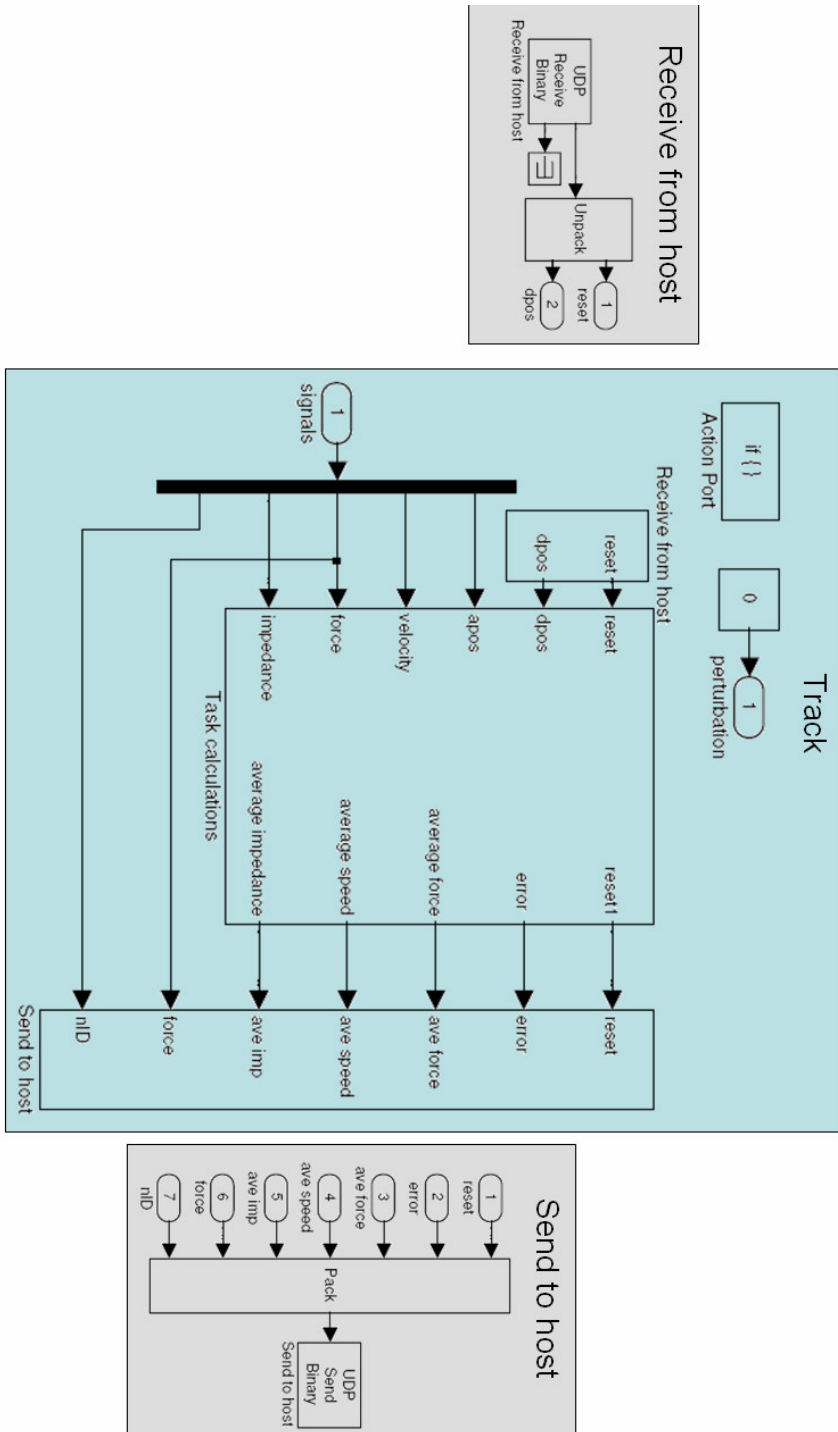 Receive from host
UDP
Receive
Binary
Receive from host
Unpack
1
reset
2
dpos
Track
if { }
Action Port
0
1
perturbation
1
signals
reset
dpos
Receive from host
reset
dpos
apos
velocity
force
impedance
reset1
error
average force
average speed
average impedance
Task calculations
reset
error
ave force
ave speed
ave imp
force
nID
Send to host
Send to host
1
reset
2
error
3
ave force
4
ave speed
5
ave imp
6
force
7
nID
Pack
UDP
Send
Binary
Send to host